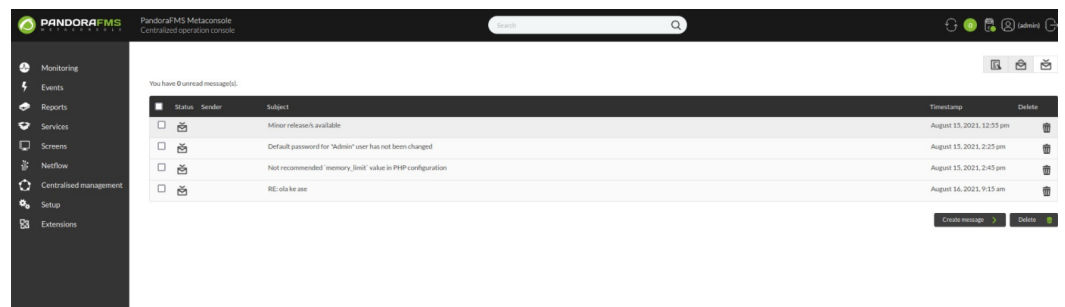 PANDORAFMS
METACONSOLE
PandoraFMS Metaconsole
Centralized operation console
Search
0
(admin)
Monitoring
Events
Reports
Services
Screens
Netflow
Centralised management
Setup
Extensions
You have 0 unread message(s).
Status Sender Subject Timestamp Delete
Minor release/s available August 15, 2021, 12:55 pm
Default password for "Admin" user has not been changed August 15, 2021, 2:25 pm
Not recommended `memory_limit` value in PHP configuration August 15, 2021, 2:45 pm
RE: ola ke ase August 16, 2021, 9:15 am
Create message Delete